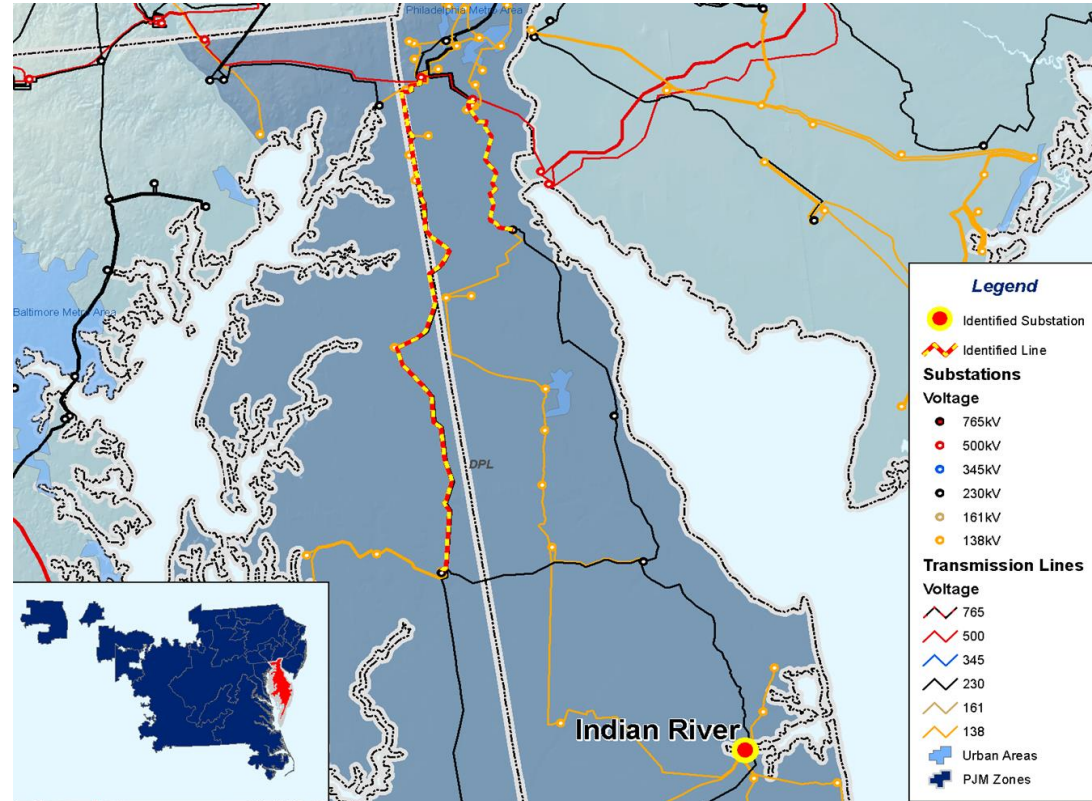 Philadelphia Metro Area
Baltimore Metro Area
DPL
Indian River
Legend
Identified Substation
Identified Line
Substations
Voltage
765kV
500kV
345kV
230kV
161kV
138kV
Transmission Lines
Voltage
765
500
345
230
161
138
Urban Areas
PJM Zones